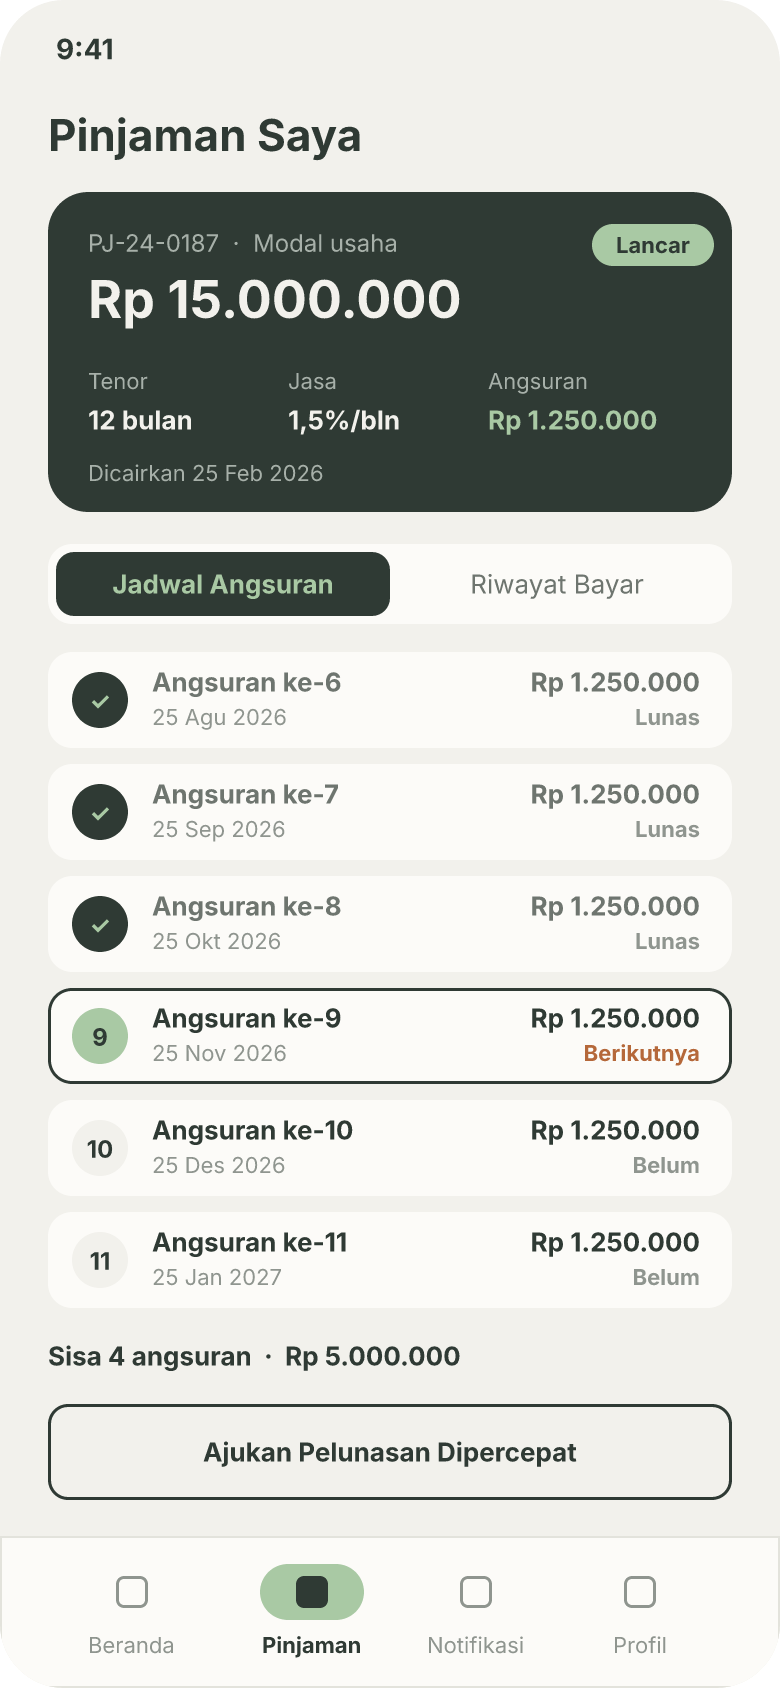 9:41
Pinjaman Saya
PJ-24-0187 · Modal usaha
Lancar
Rp 15.000.000
Tenor Jasa Angsuran
12 bulan 1,5%/bln Rp 1.250.000
Dicairkan 25 Feb 2026
Jadwal Angsuran Riwayat Bayar
Angsuran ke-6 Rp 1.250.000
25 Agu 2026 Lunas
Angsuran ke-7 Rp 1.250.000
25 Sep 2026 Lunas
Angsuran ke-8 Rp 1.250.000
25 Okt 2026 Lunas
9 Angsuran ke-9 Rp 1.250.000
25 Nov 2026 Berikutnya
10 Angsuran ke-10 Rp 1.250.000
25 Des 2026 Belum
11 Angsuran ke-11 Rp 1.250.000
25 Jan 2027 Belum
Sisa 4 angsuran · Rp 5.000.000
Ajukan Pelunasan Dipercepat
Beranda Pinjaman Notifikasi Profil